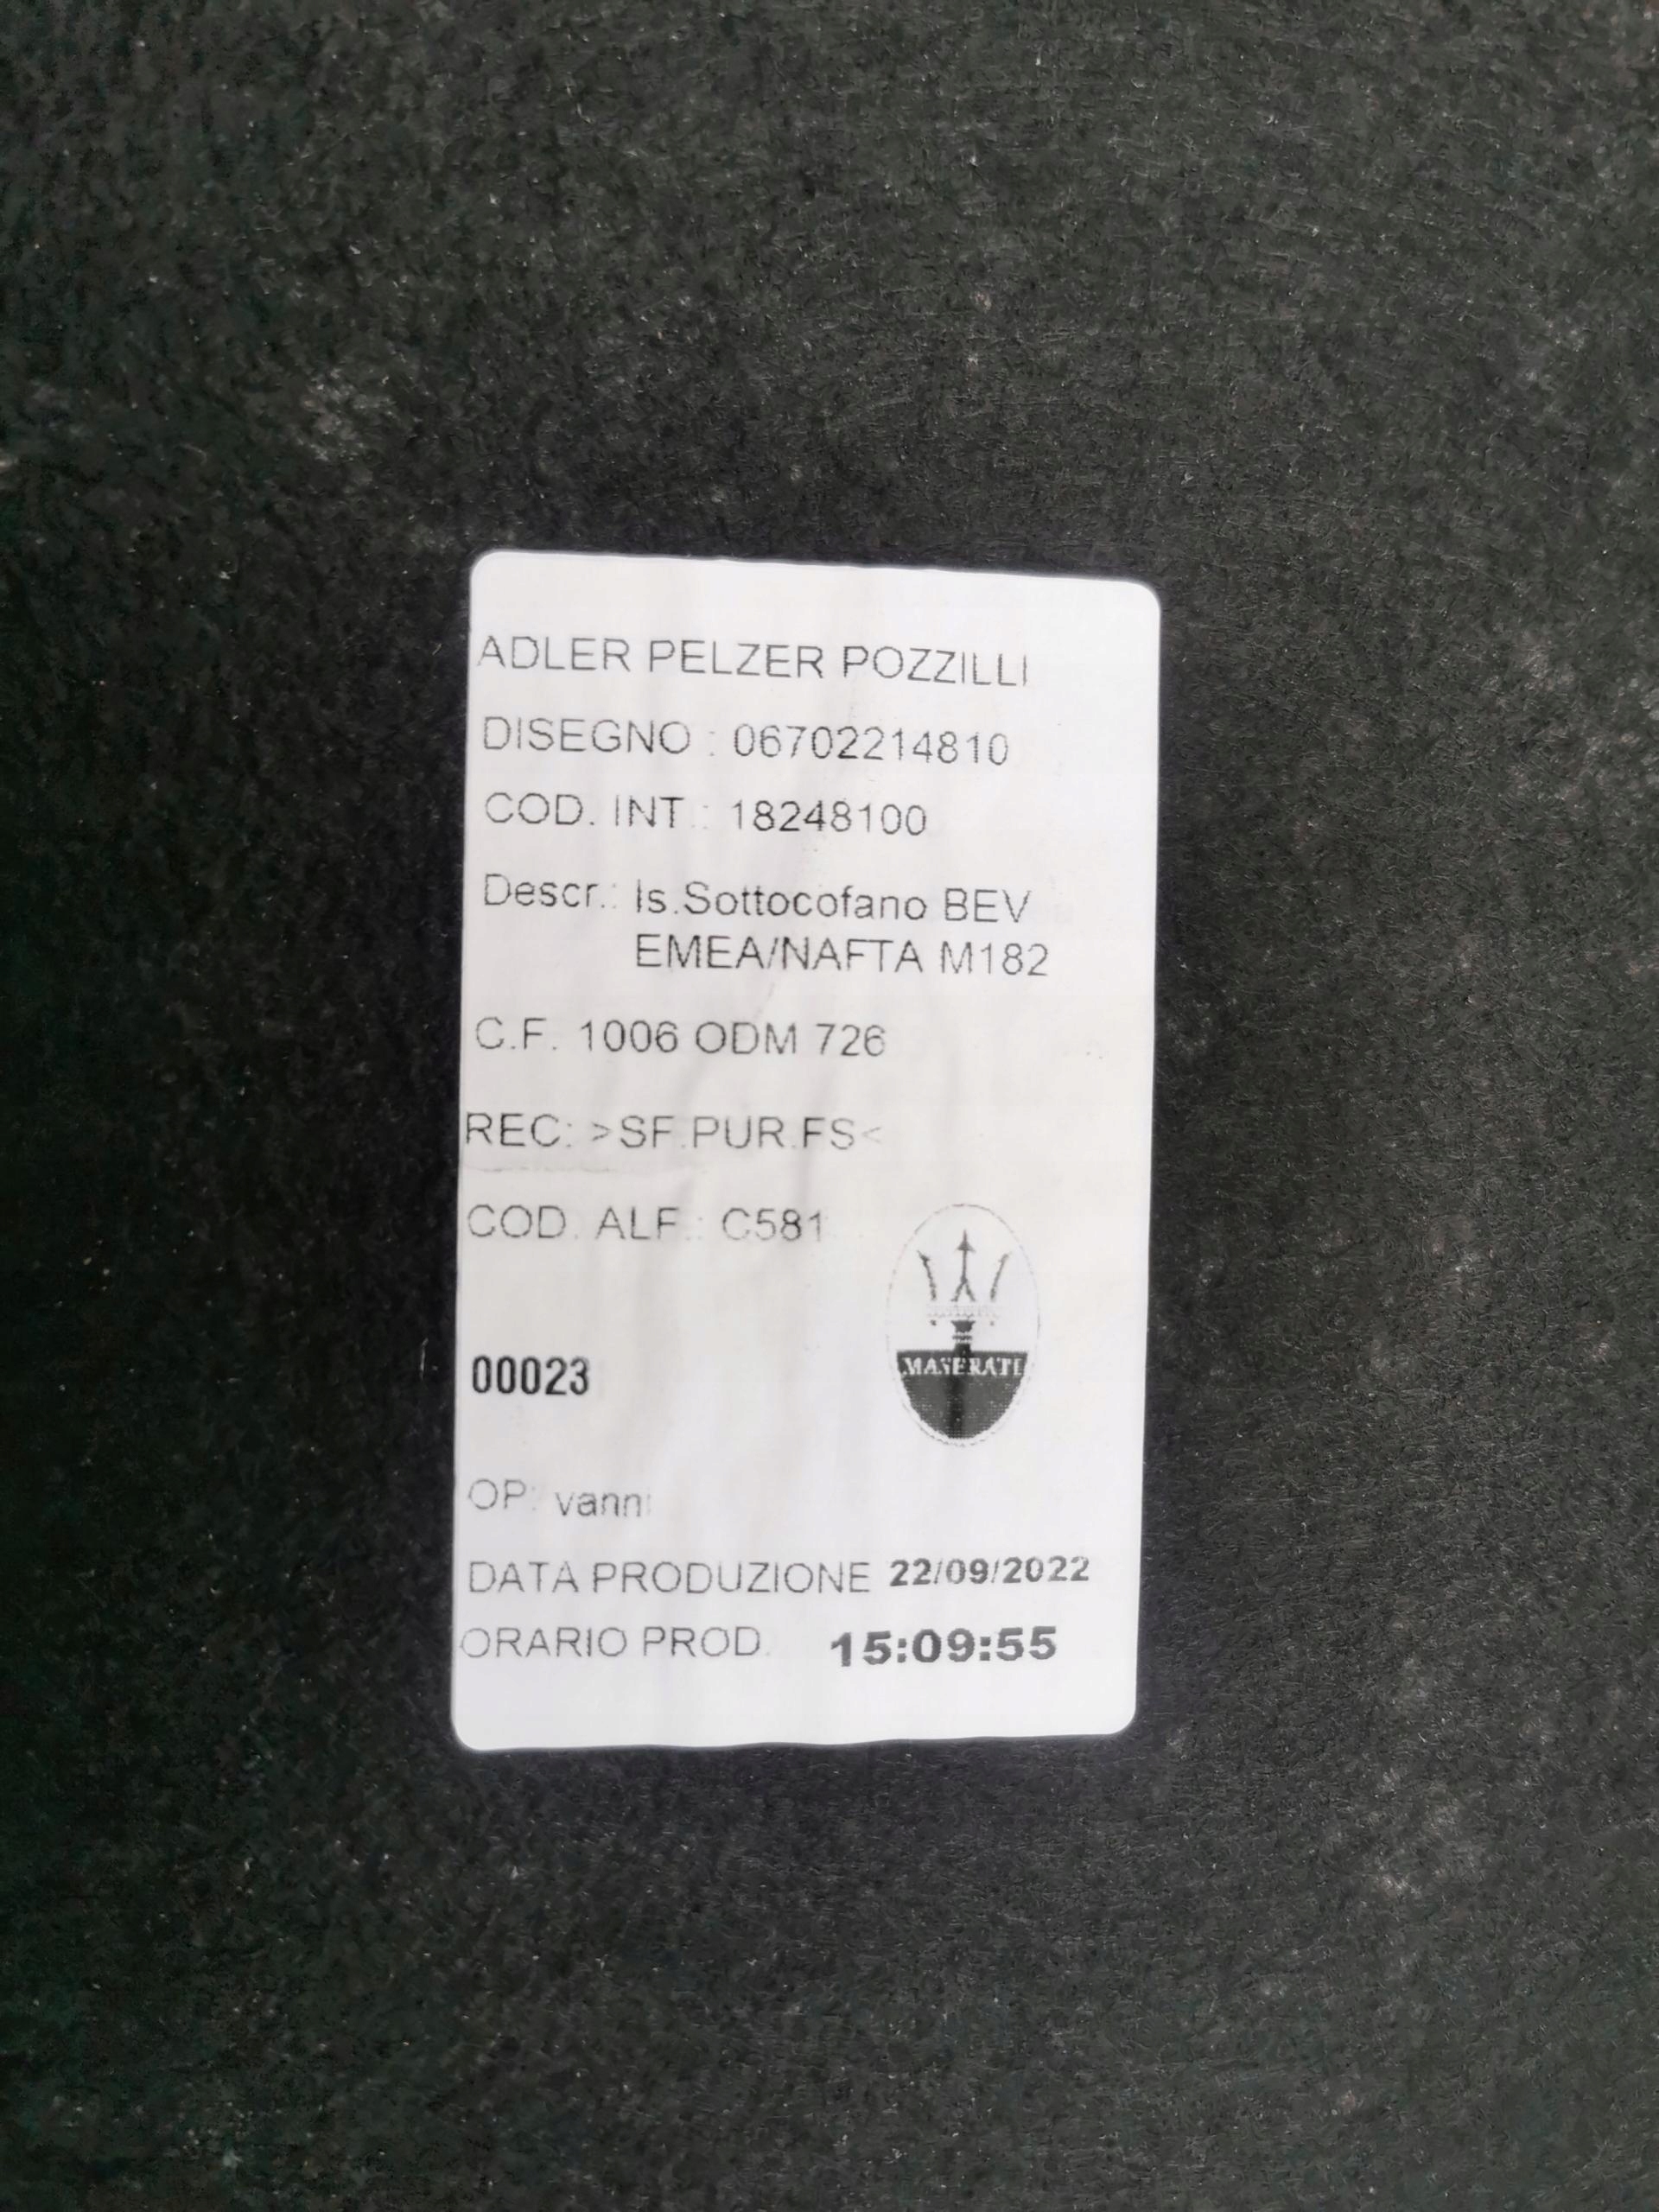 ADLER PELZER POZZILLI
DISEGNO : 06702214810
COD. INT.: 18248100
Descr.: Is.Sottocofano BEV
EMEA/NAFTA M182
C.F. 1006 ODM 726
REC: >SF.PUR.FS<
COD. ALF.: C581
MASERATI
00023
OP: vanni
DATA PRODUZIONE 22/09/2022
ORARIO PROD. 15:09:55